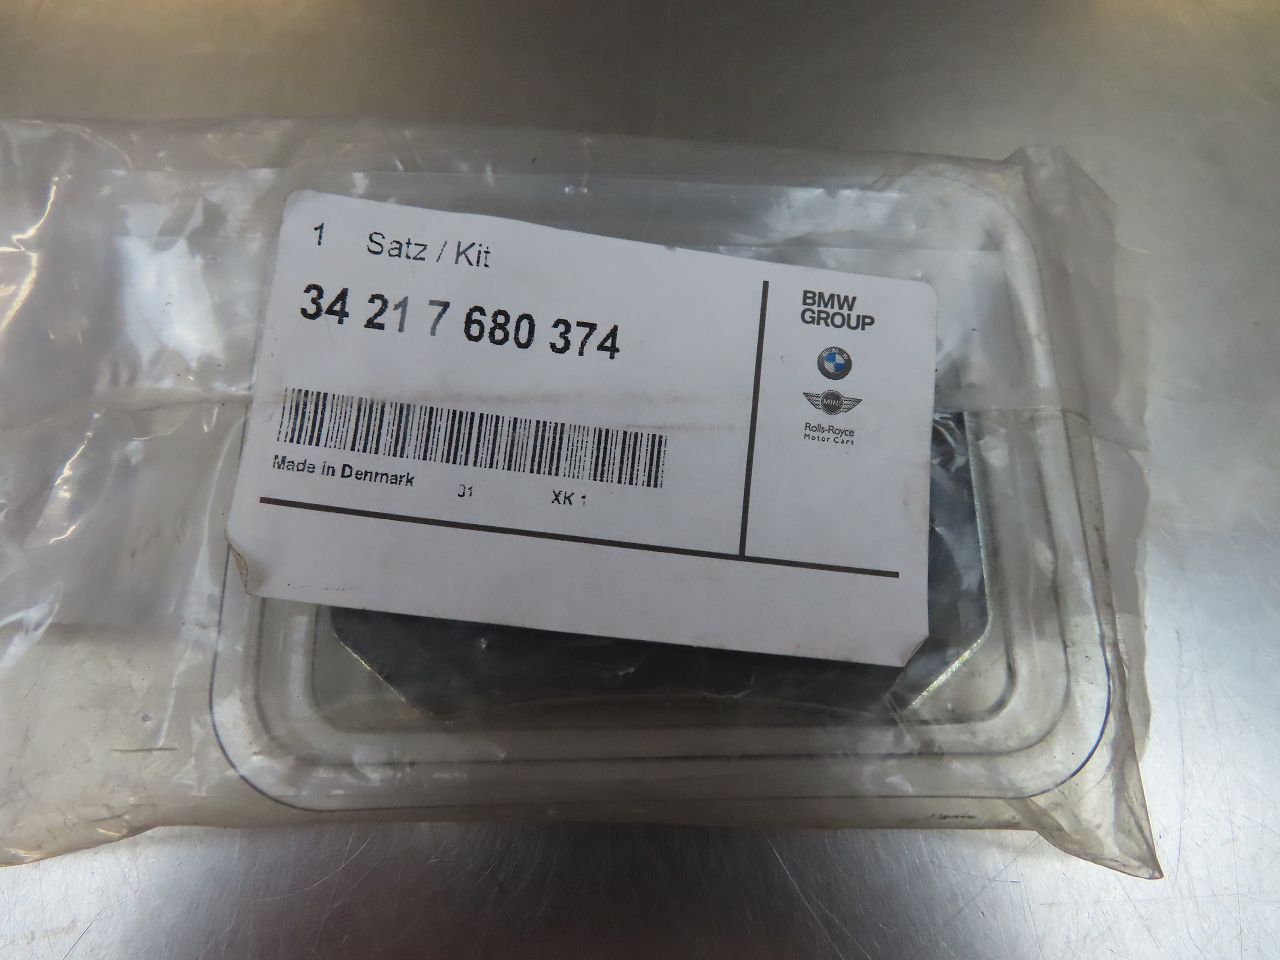 1 Satz / Kit
34 21 7 680 374
Made in Denmark 01 XK 1
BMW
GROUP
MINI
Rolls-Royce
Motor Cars